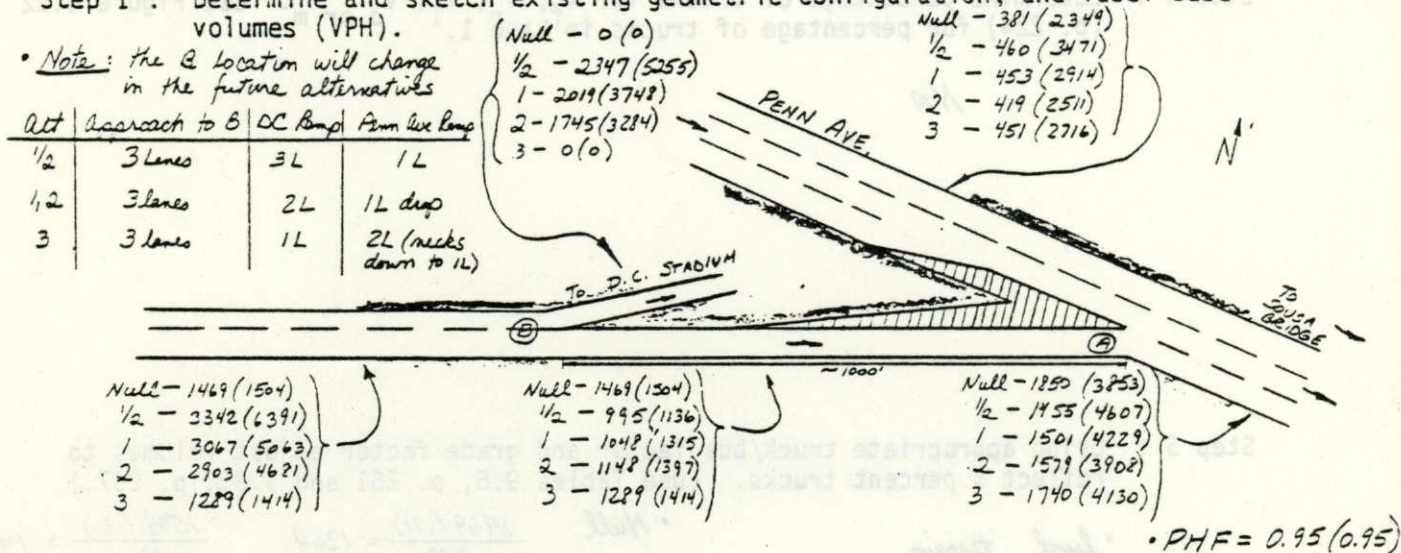 Step 1. Determine and sketch existing geometric configuration and
volumes (VPH).
• Note: the B location will change
in the future alternatives
Alt Approach to B DC Ramp Penn Ave Ramp
1/2 3 Lanes 3L 1L
1,2 3 lanes 2L 1L drop
3 3 lanes 1L 2L (necks
down to 1L)
Null - 0 (0)
1/2 - 2347 (5255)
1 - 2019 (3748)
2 - 1745 (3284)
3 - 0 (0)
Null - 381 (2349)
1/2 - 460 (3471)
1 - 453 (2914)
2 - 419 (2511)
3 - 451 (2716)
PENN AVE.
N
TO D.C. STADIUM
TO
SOUSA
BRIDGE
B
A
~1000'
Null - 1469 (1504)
1/2 - 3342 (6391)
1 - 3067 (5063)
2 - 2903 (4681)
3 - 1289 (1414)
Null - 1469 (1504)
1/2 - 995 (1136)
1 - 1048 (1315)
2 - 1148 (1397)
3 - 1289 (1414)
Null - 1850 (3853)
1/2 - 1455 (4607)
1 - 1501 (4229)
2 - 1578 (3908)
3 - 1740 (4130)
• PHF = 0.95 (0.95)